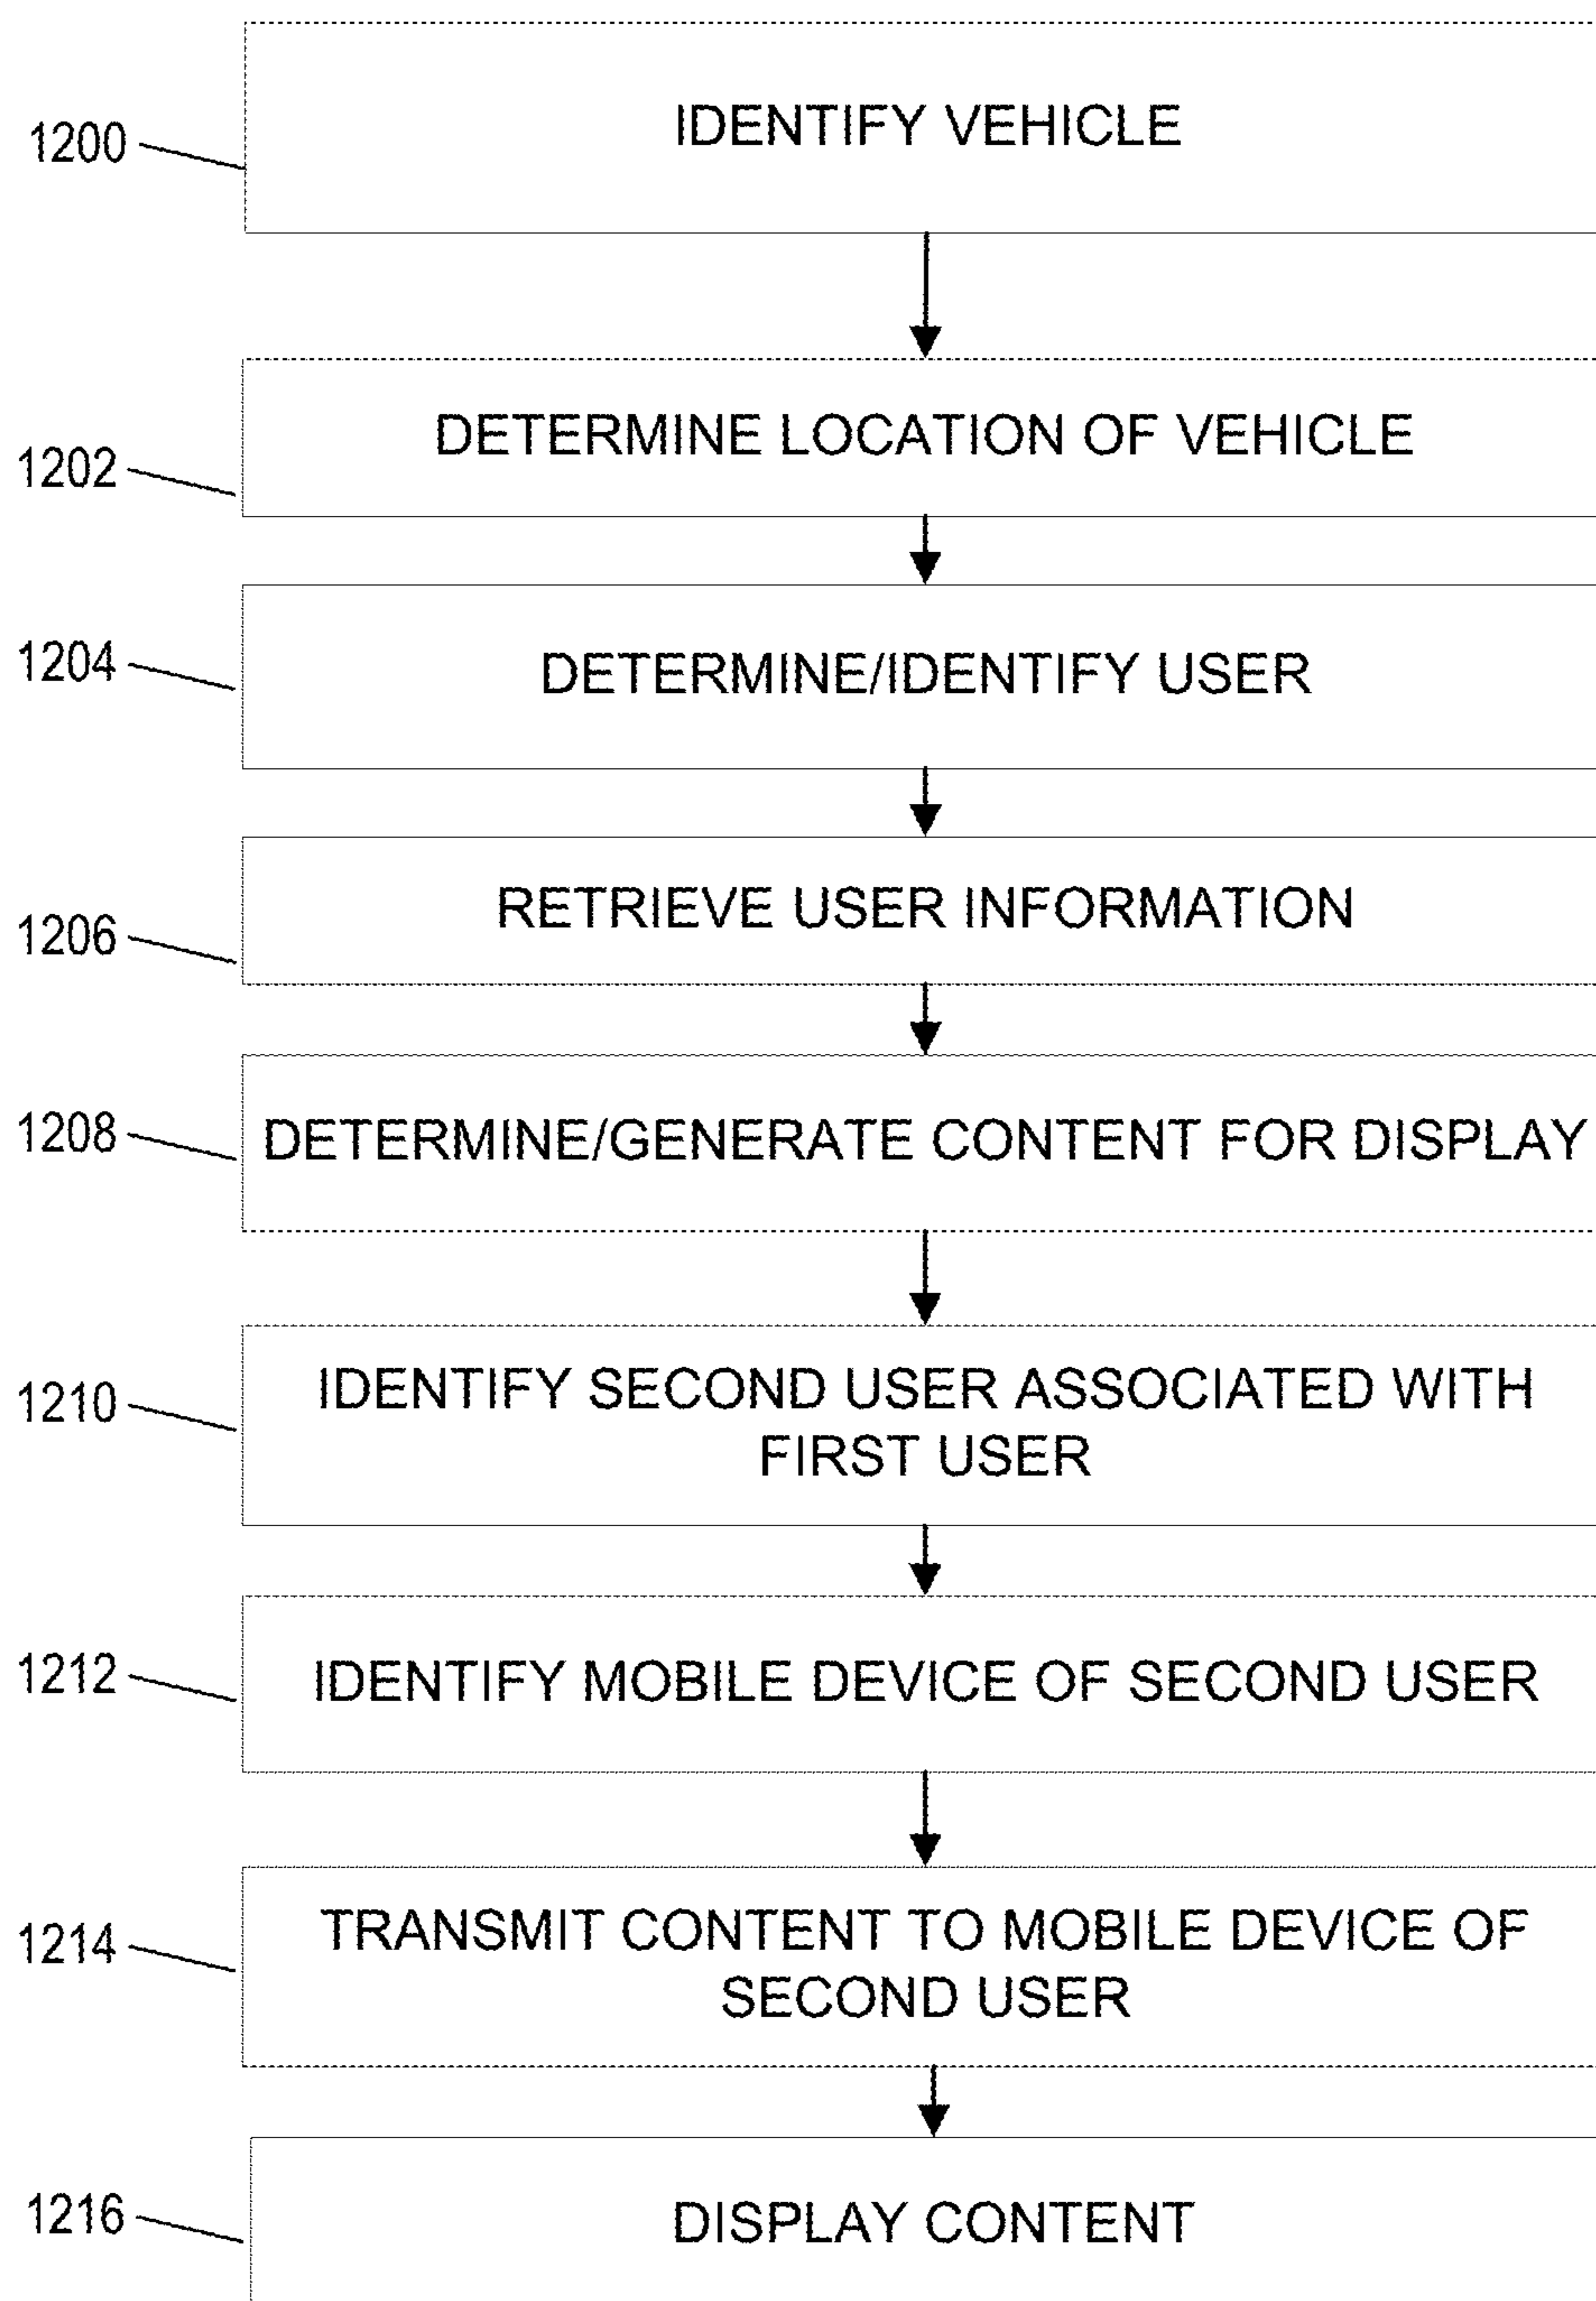 IDENTIFY VEHICLE
1200
DETERMINE LOCATION OF VEHICLE
1202
DETERMINE/IDENTIFY USER
1204
RETRIEVE USER INFORMATION
1206
DETERMINE/GENERATE CONTENT FOR DISPLAY
1208
IDENTIFY SECOND USER ASSOCIATED WITH
FIRST USER
1210
IDENTIFY MOBILE DEVICE OF SECOND USER
1212
TRANSMIT CONTENT TO MOBILE DEVICE OF
SECOND USER
1214
DISPLAY CONTENT
1216